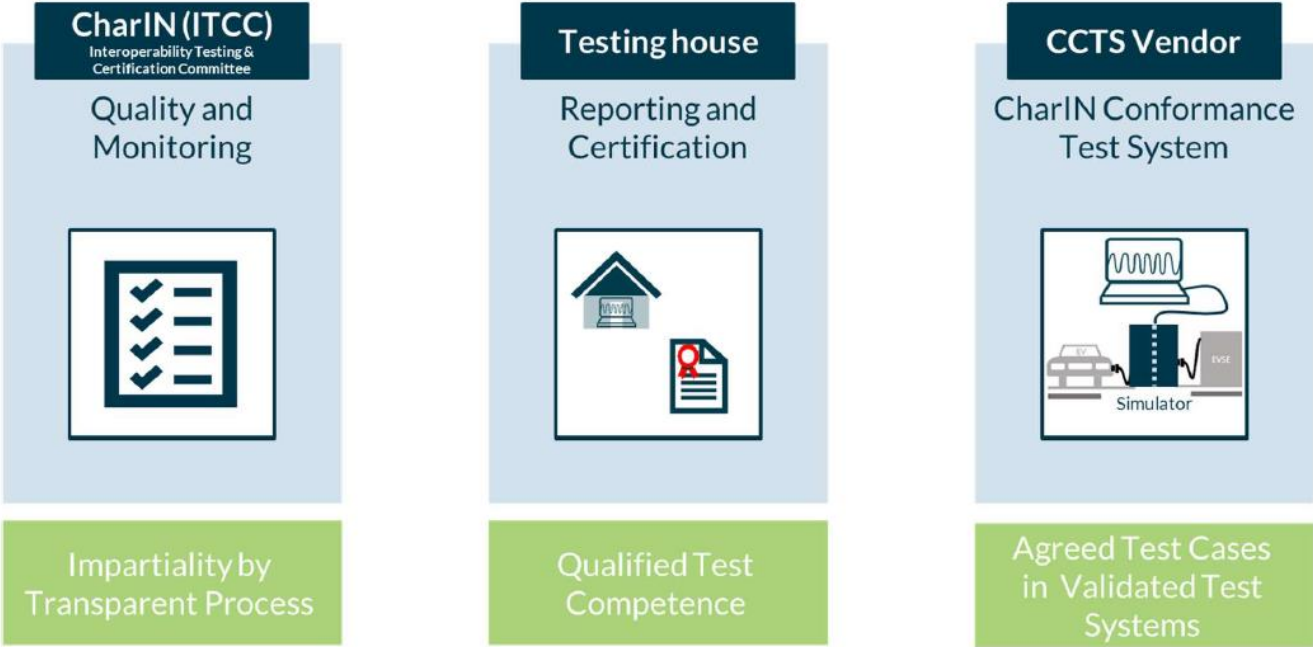 CharIN (ITCC)
Interoperability Testing &
Certification Committee
Quality and
Monitoring
Impartiality by
Transparent Process
Testing house
Reporting and
Certification
Qualified Test
Competence
CCTS Vendor
CharIN Conformance
Test System
EV
EVSE
Simulator
Agreed Test Cases
in Validated Test
Systems